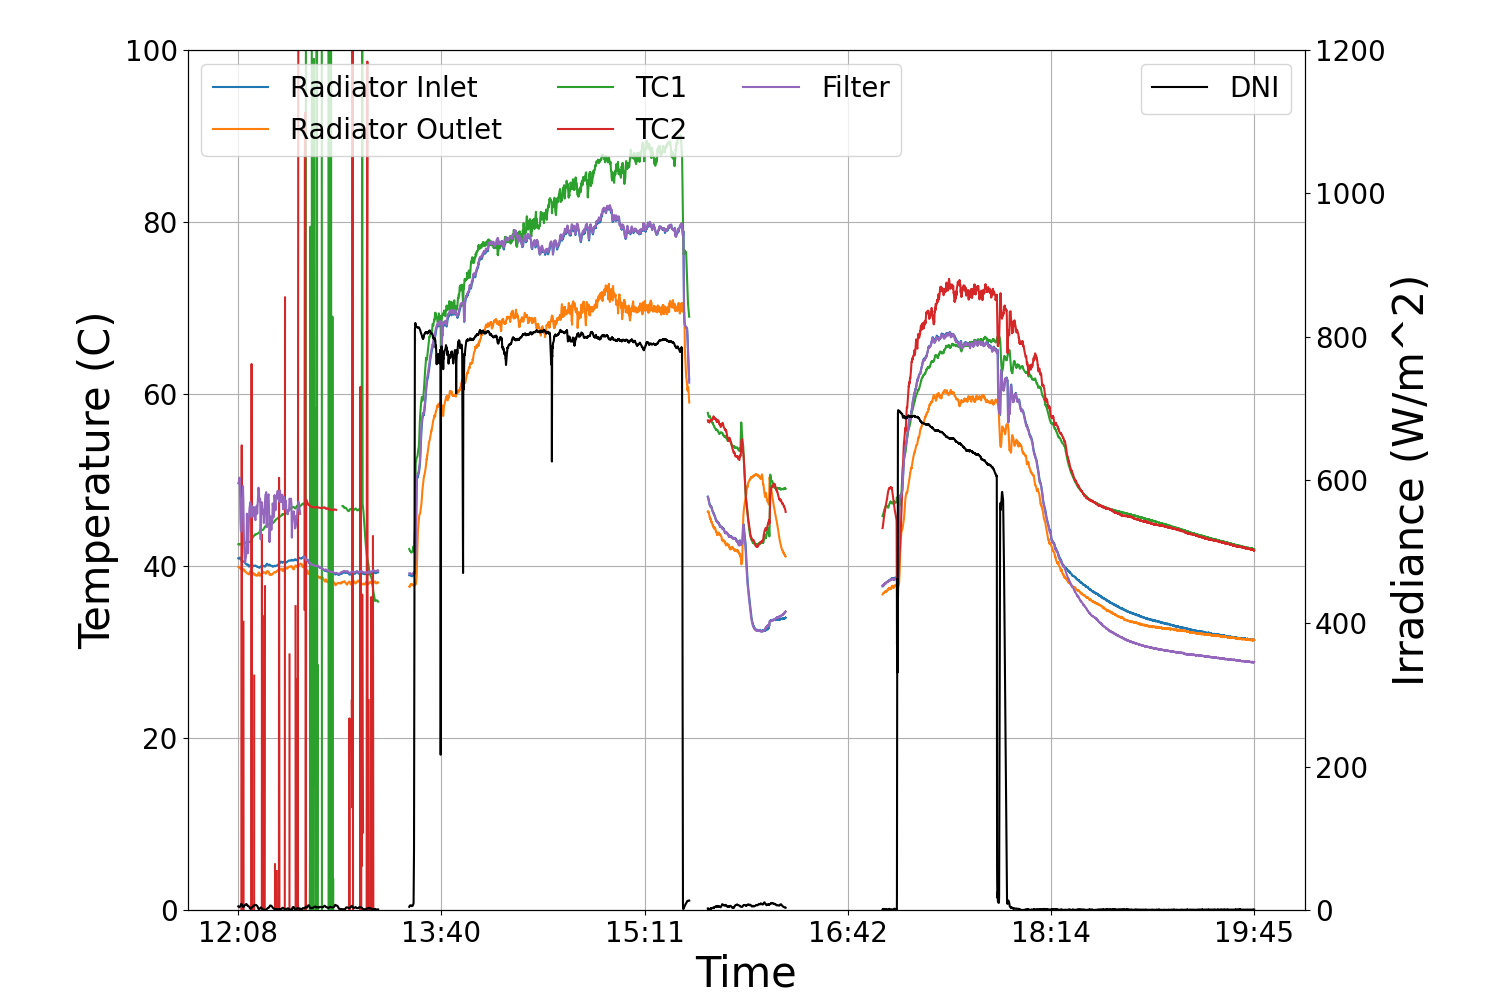 100
80
60
40
20
0
Temperature (C)
Radiator Inlet
Radiator Outlet
TC1
TC2
Filter
DNI
1200
1000
800
600
400
200
0
Irradiance (W/m^2)
12:08
13:40
15:11
16:42
18:14
19:45
Time